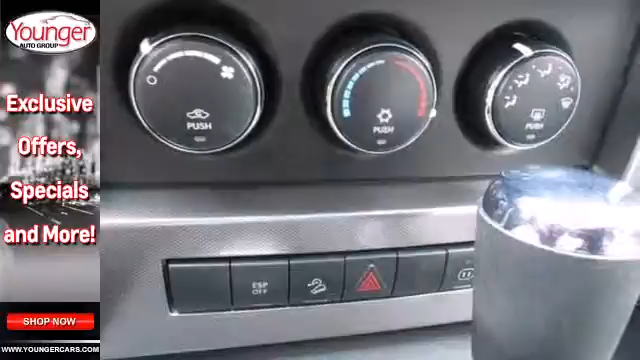 Younger
AUTO GROUP
Exclusive
Offers,
Specials
and More!
SHOP NOW
WWW.YOUNGERCARS.COM
PUSH
PUSH
PUSH
ESP
OFF